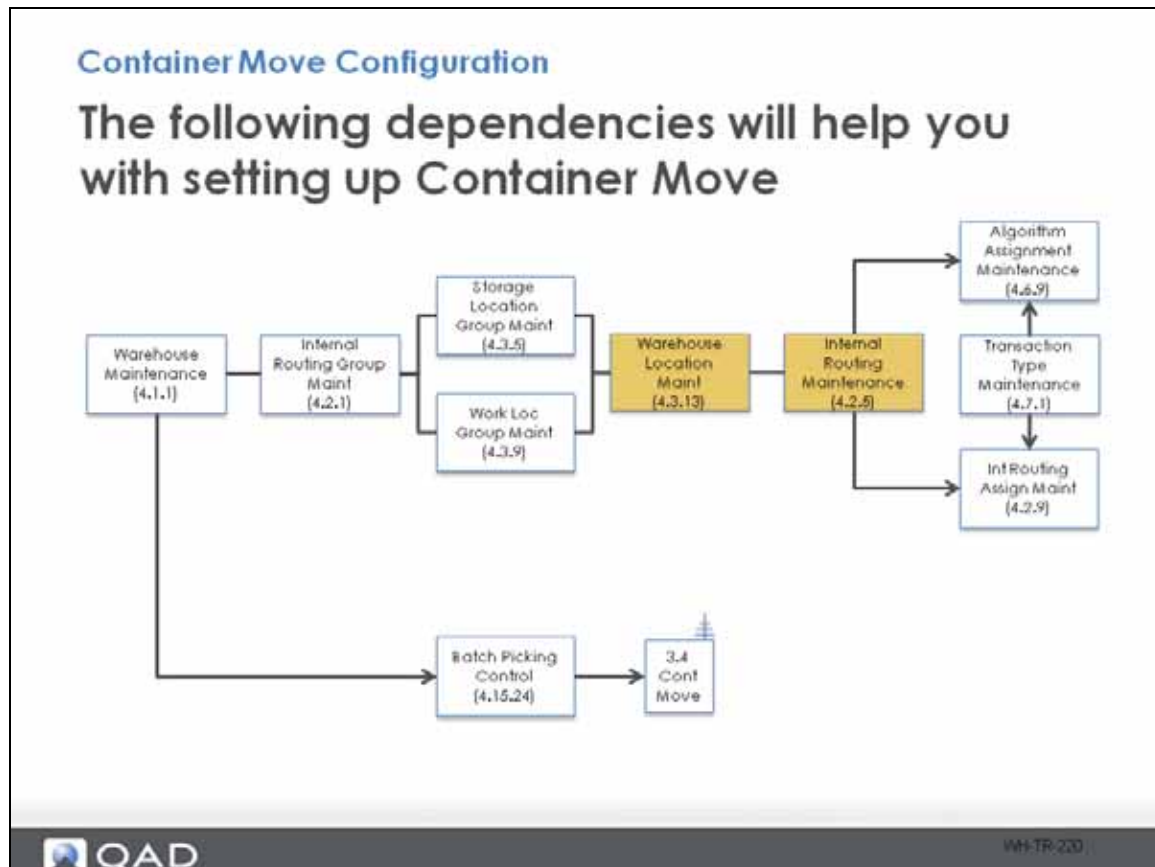 Container Move Configuration
The following dependencies will help you
with setting up Container Move
Warehouse
Maintenance
(4.1.1)
Internal
Routing Group
Maint
(4.2.1)
Storage
Location
Group Maint
(4.3.5)
Work Loc
Group Maint
(4.3.9)
Warehouse
Location
Maint
(4.3.13)
Internal
Routing
Maintenance
(4.2.5)
Algorithm
Assignment
Maintenance
(4.6.9)
Transaction
Type
Maintenance
(4.7.1)
Int Routing
Assign Maint
(4.2.9)
Batch Picking
Control
(4.15.24)
3.4
Cont
Move
QAD
WH-TR-220